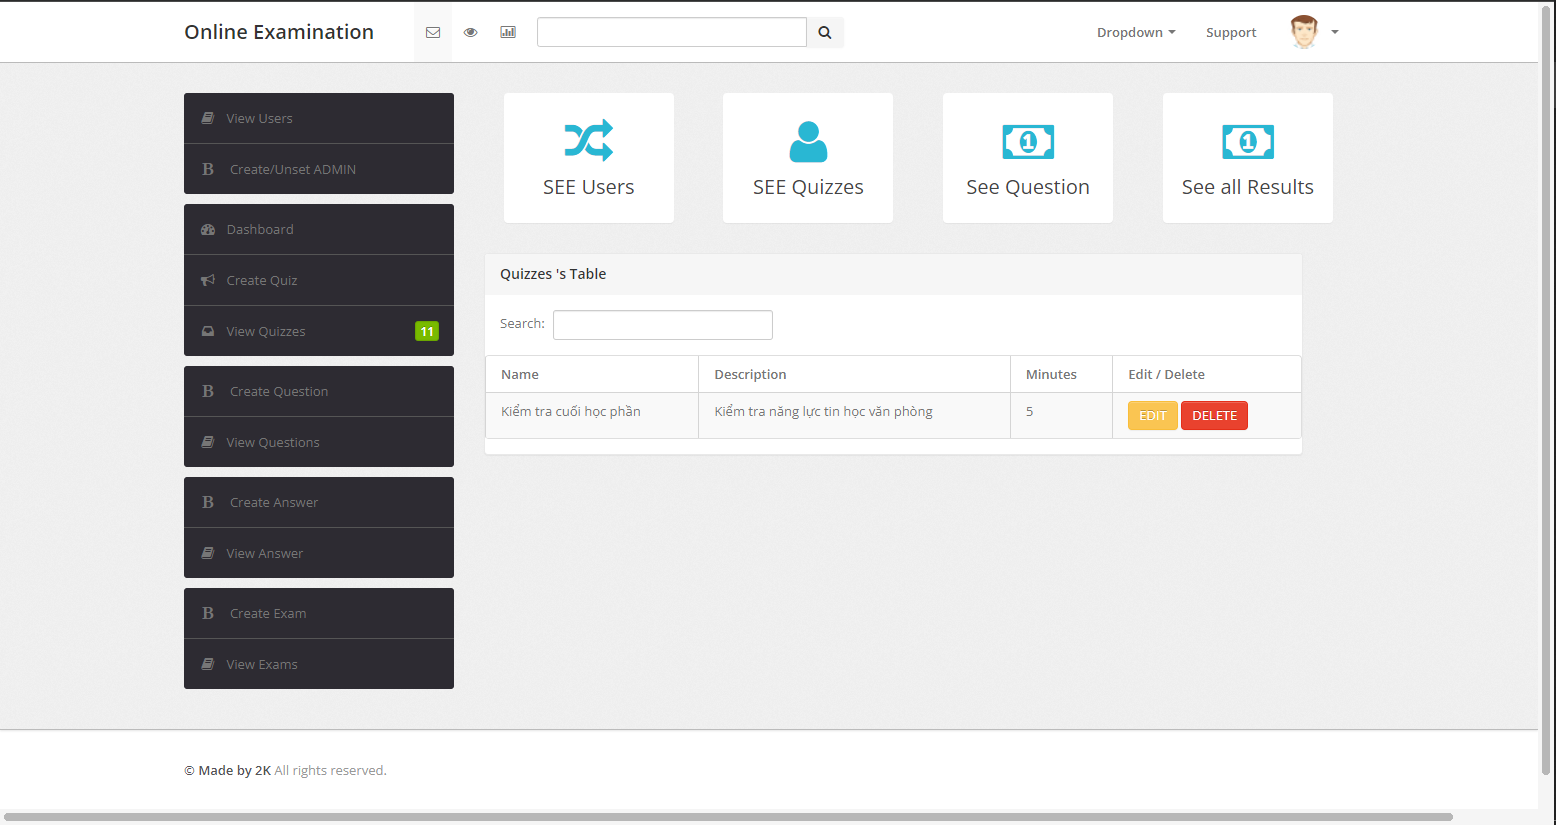 Online Examination
Dropdown
Support
View Users
B Create/Unset ADMIN
Dashboard
Create Quiz
View Quizzes 11
B Create Question
View Questions
B Create Answer
View Answer
B Create Exam
View Exams
1
1
SEE Users
SEE Quizzes
See Question
See all Results
Quizzes 's Table
Search:
Name Description Minutes Edit / Delete
Kiểm tra cuối học phần Kiểm tra năng lực tin học văn phòng 5 EDIT DELETE
© Made by 2K All rights reserved.